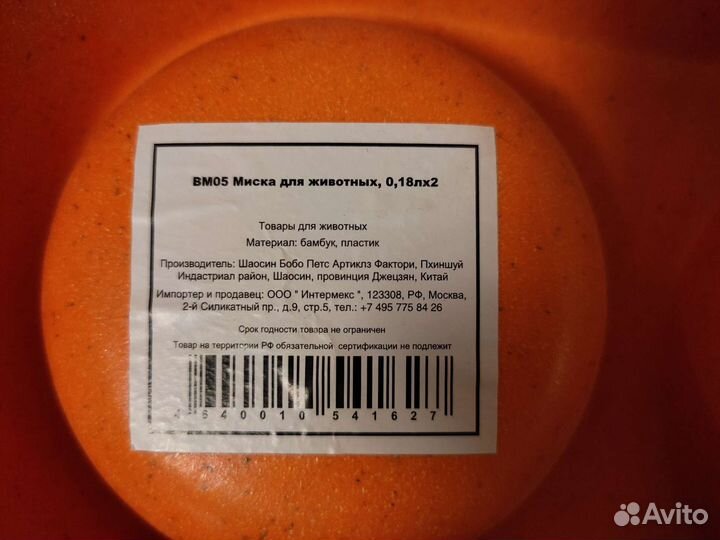 BM05 Миска для животных, 0,18лх2
Товары для животных
Материал: бамбук, пластик
Производитель: Шаосин Бобо Петс Артиклз Фактори, Пхиншуй
Индастриал район, Шаосин, провинция Джецзян, Китай
Импортер и продавец: ООО " Интермекс ", 123308, РФ, Москва,
2-й Силикатный пр., д.9, стр.5, тел.: +7 495 775 84 26
Срок годности товара не ограничен
Товар на территории РФ обязательной сертификации не подлежит
4 640010 541627
Avito